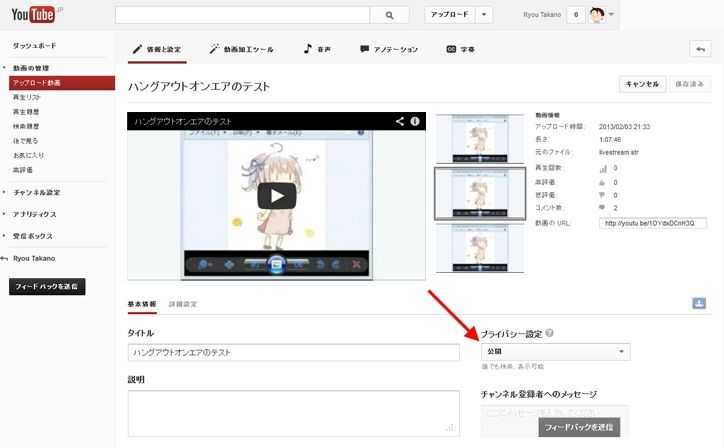 YouTube JP
アップロード
Ryou Takano 0
ダッシュボード
動画の管理
アップロード動画
再生リスト
再生履歴
検索履歴
後で見る
お気に入り
高評価
チャンネル設定
アナリティクス
受信ボックス
Ryou Takano
フィードバックを送信
情報と設定 動画加工ツール 音声 アノテーション 字幕
ハングアウトオンエアのテスト
キャンセル 保存済み
ハングアウトオンエアのテスト
ファイル(F) 印刷(P) 電子メール(E)
動画情報
アップロード時間: 2013/02/03 21:33
長さ: 1:07:46
元のファイル: livestream.str
再生回数: 0
高評価: 0
低評価: 0
コメント数: 2
動画の URL: http://youtu.be/1OYdxDCnH3Q
基本情報 詳細設定
タイトル
ハングアウトオンエアのテスト
説明
プライバシー設定
公開
誰でも検索、表示可能
チャンネル登録者へのメッセージ
ここにメッセージを入力してください
フィードバックを送信